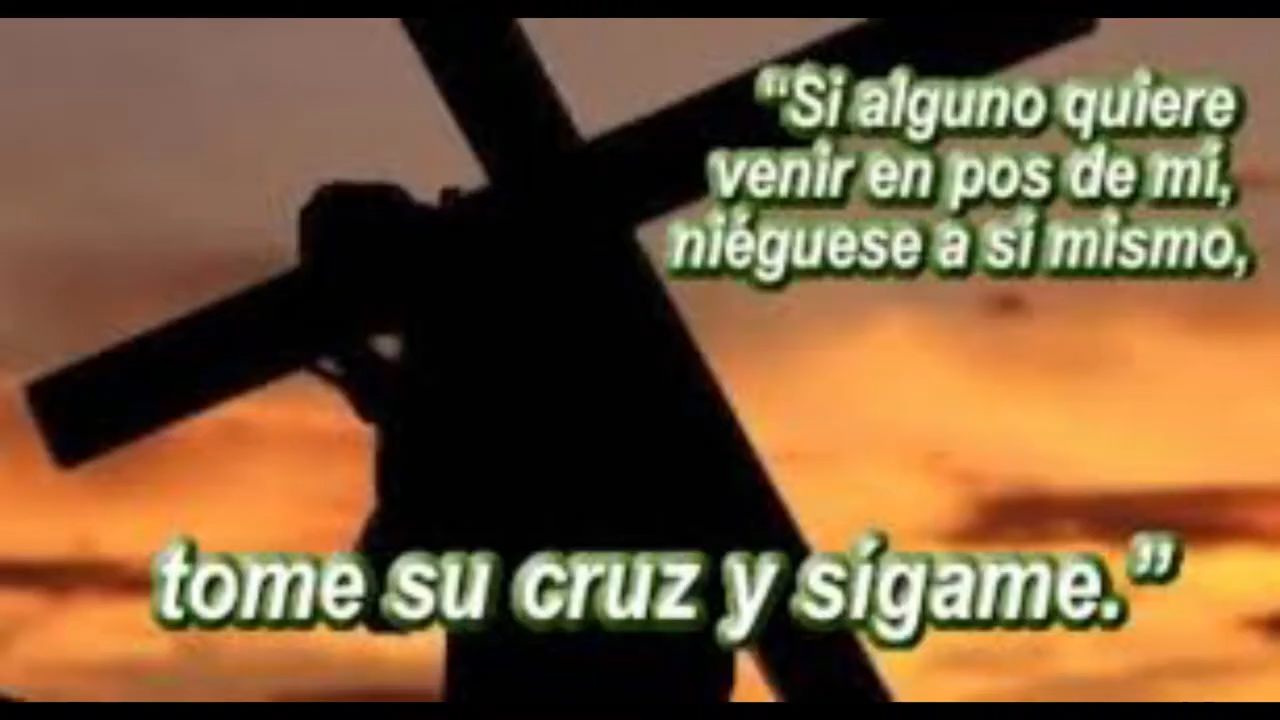 “Si alguno quiere
venir en pos de mí,
niéguese a sí mismo,
tome su cruz y sígame.”